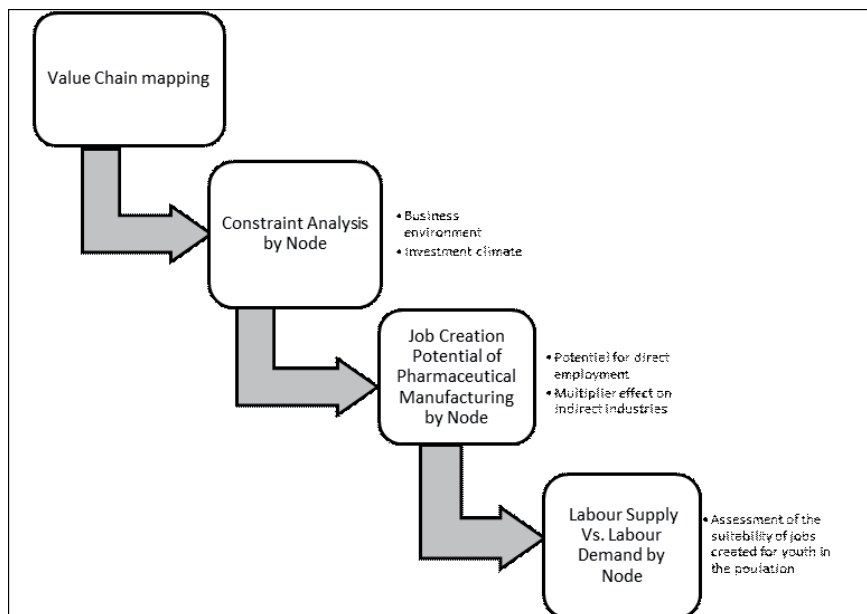 Value Chain mapping
Constraint Analysis
by Node
• Business
environment
• Investment climate
Job Creation
Potential of
Pharmaceutical
Manufacturing
by Node
• Potential for direct
employment
• Multiplier effect on
indirect industries
Labour Supply
Vs. Labour
Demand by
Node
• Assessment of the
suitability of jobs
created for youth in
the poulation